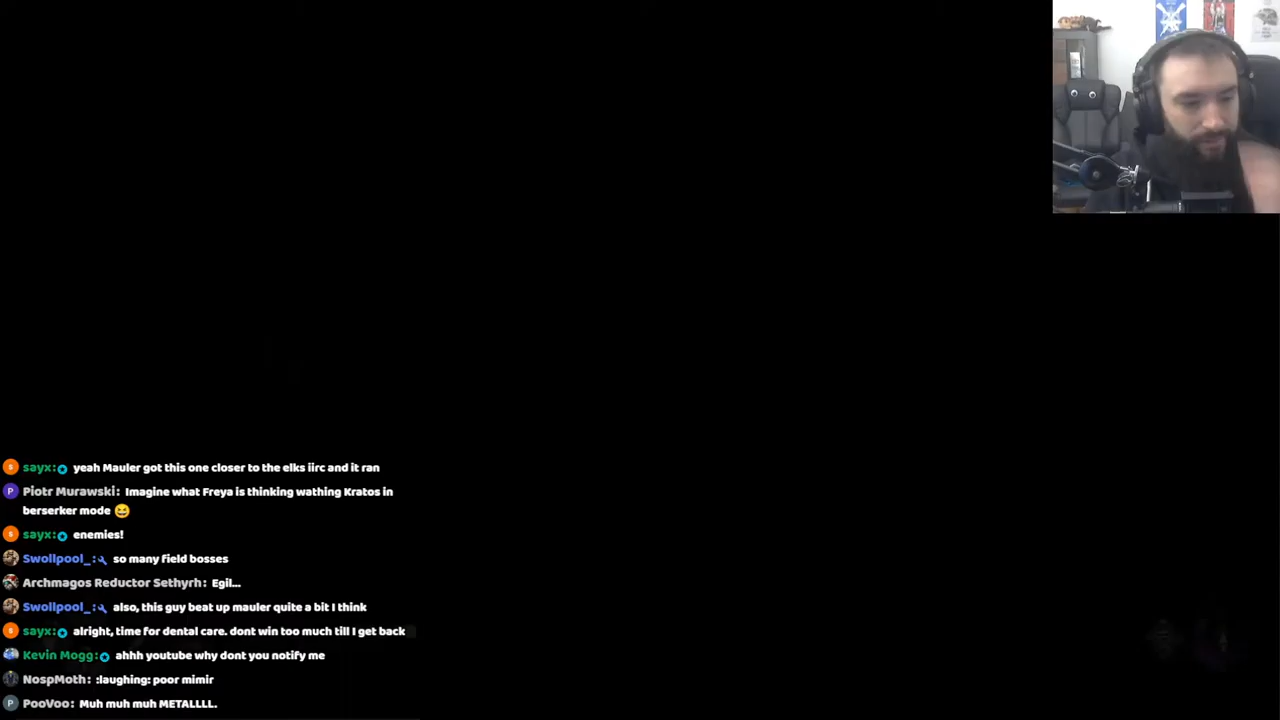 sayx: yeah Mauler got this one closer to the elks iirc and it ran
Piotr Murawski: Imagine what Freya is thinking wathing Kratos in
berserker mode 😆
sayx: enemies!
Swollpool_: so many field bosses
Archmagos Reductor Sethyrh: Egil...
Swollpool_: also, this guy beat up mauler quite a bit I think
sayx: alright, time for dental care. dont win too much till I get back
Kevin Mogg: ahhh youtube why dont you notify me
NospMoth: :laughing: poor mimir
PooVoo: Muh muh muh METALLLL.